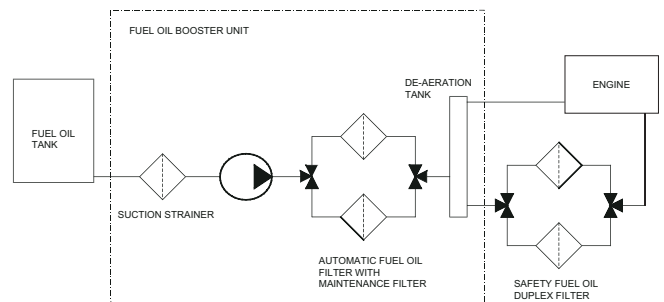 FUEL OIL BOOSTER UNIT
DE-AERATION
TANK
ENGINE
FUEL OIL
TANK
SUCTION STRAINER
AUTOMATIC FUEL OIL
FILTER WITH
MAINTENANCE FILTER
SAFETY FUEL OIL
DUPLEX FILTER